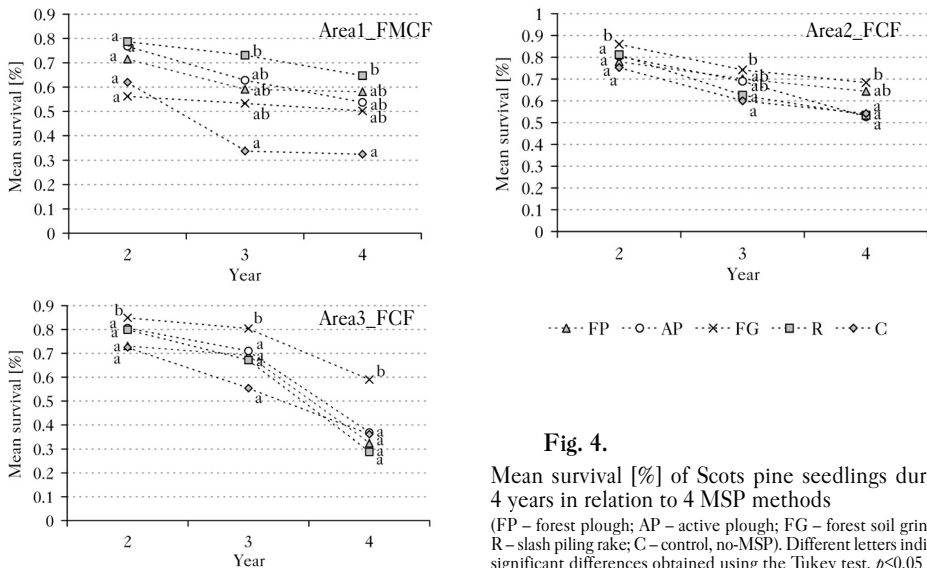 Area1_FMCF
Mean survival [%]
0.9
0.8
0.7
0.6
0.5
0.4
0.3
0.2
0.1
0
a
a
a
a
a
b
ab
ab
ab
a
b
ab
ab
ab
a
2 3 4
Year
Area2_FCF
Mean survival [%]
1
0.9
0.8
0.7
0.6
0.5
0.4
0.3
0.2
0.1
0
b
a
a
a
a
b
ab
ab
a
a
b
ab
a
a
a
2 3 4
Year
Area3_FCF
Mean survival [%]
0.9
0.8
0.7
0.6
0.5
0.4
0.3
0.2
0.1
0
b
a
a
a
a
b
a
a
a
a
b
a
a
a
a
2 3 4
Year
FP AP FG R C
Fig. 4.
Mean survival [%] of Scots pine seedlings dur
4 years in relation to 4 MSP methods
(FP – forest plough; AP – active plough; FG – forest soil grin
R – slash piling rake; C – control, no-MSP). Different letters indi
significant differences obtained using the Tukey test, p≤0.05